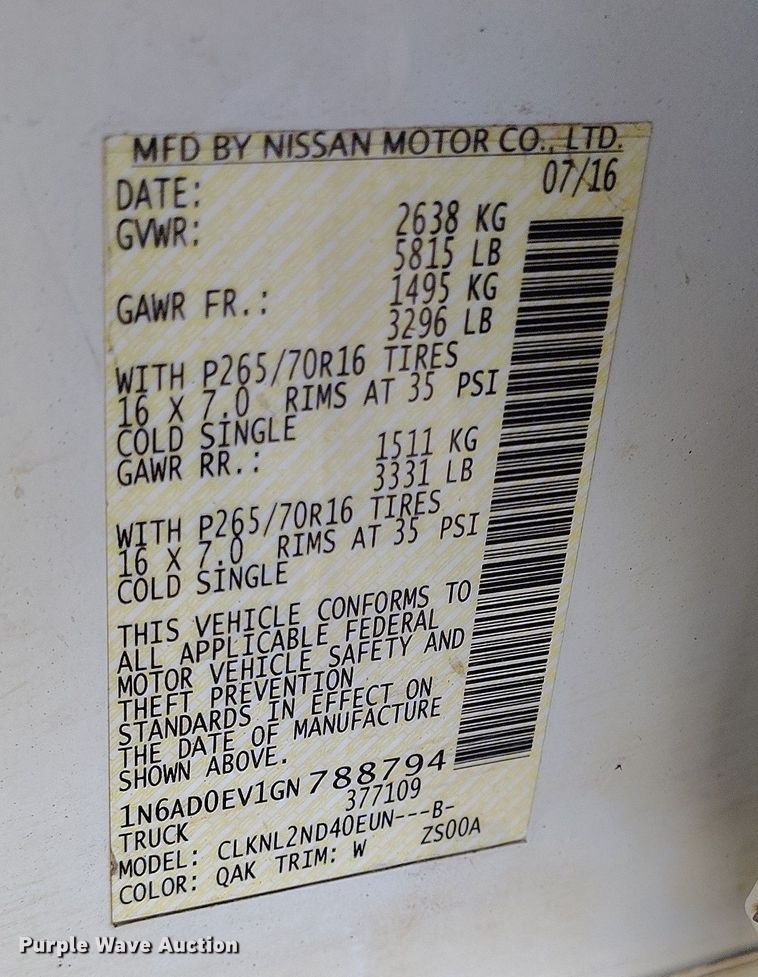 MFD BY NISSAN MOTOR CO., LTD.
DATE: 07/16
GVWR: 2638 KG
5815 LB
GAWR FR.: 1495 KG
3296 LB
WITH P265/70R16 TIRES
16 X 7.0 RIMS AT 35 PSI
COLD SINGLE
GAWR RR.: 1511 KG
3331 LB
WITH P265/70R16 TIRES
16 X 7.0 RIMS AT 35 PSI
COLD SINGLE
THIS VEHICLE CONFORMS TO
ALL APPLICABLE FEDERAL
MOTOR VEHICLE SAFETY AND
THEFT PREVENTION
STANDARDS IN EFFECT ON
THE DATE OF MANUFACTURE
SHOWN ABOVE.
1N6AD0EV1GN788794
TRUCK 377109
MODEL: CLKNL2ND40EUN---B-
COLOR: QAK TRIM: W ZS00A
Purple Wave Auction